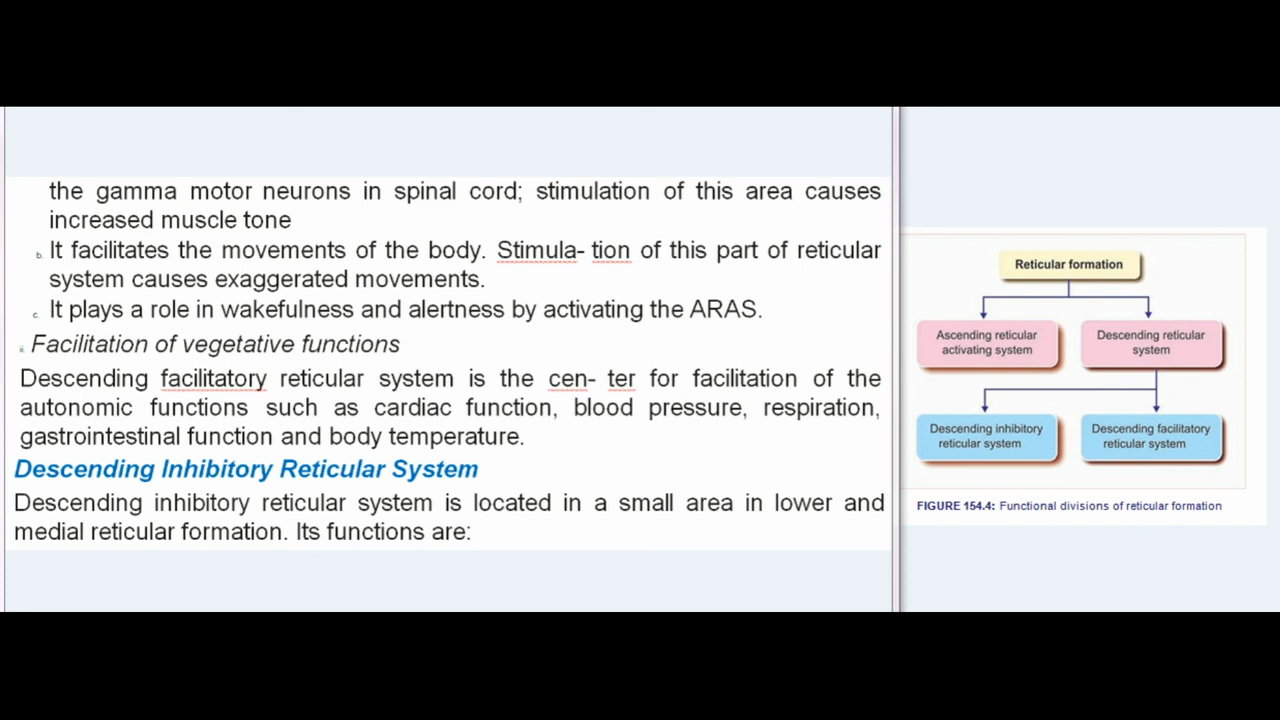 the gamma motor neurons in spinal cord; stimulation of this area causes
increased muscle tone
b. It facilitates the movements of the body. Stimula- tion of this part of reticular
system causes exaggerated movements.
c. It plays a role in wakefulness and alertness by activating the ARAS.
Facilitation of vegetative functions
Descending facilitatory reticular system is the cen- ter for facilitation of the
autonomic functions such as cardiac function, blood pressure, respiration,
gastrointestinal function and body temperature.
Descending Inhibitory Reticular System
Descending inhibitory reticular system is located in a small area in lower and
medial reticular formation. Its functions are:
Reticular formation
Ascending reticular
activating system
Descending reticular
system
Descending inhibitory
reticular system
Descending facilitatory
reticular system
FIGURE 154.4: Functional divisions of reticular formation